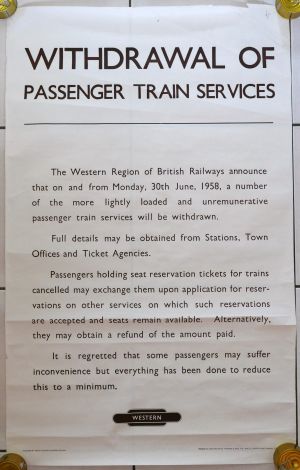 WITHDRAWAL OF
PASSENGER TRAIN SERVICES
The Western Region of British Railways announce
that on and from Monday, 30th June, 1958, a number
of the more lightly loaded and unremunerative
passenger train services will be withdrawn.
Full details may be obtained from Stations, Town
Offices and Ticket Agencies.
Passengers holding seat reservation tickets for trains
cancelled may exchange them upon application for reser-
vations on other services on which such reservations
are accepted and seats remain available. Alternatively,
they may obtain a refund of the amount paid.
It is regretted that some passengers may suffer
inconvenience but everything has been done to reduce
this to a minimum.
WESTERN